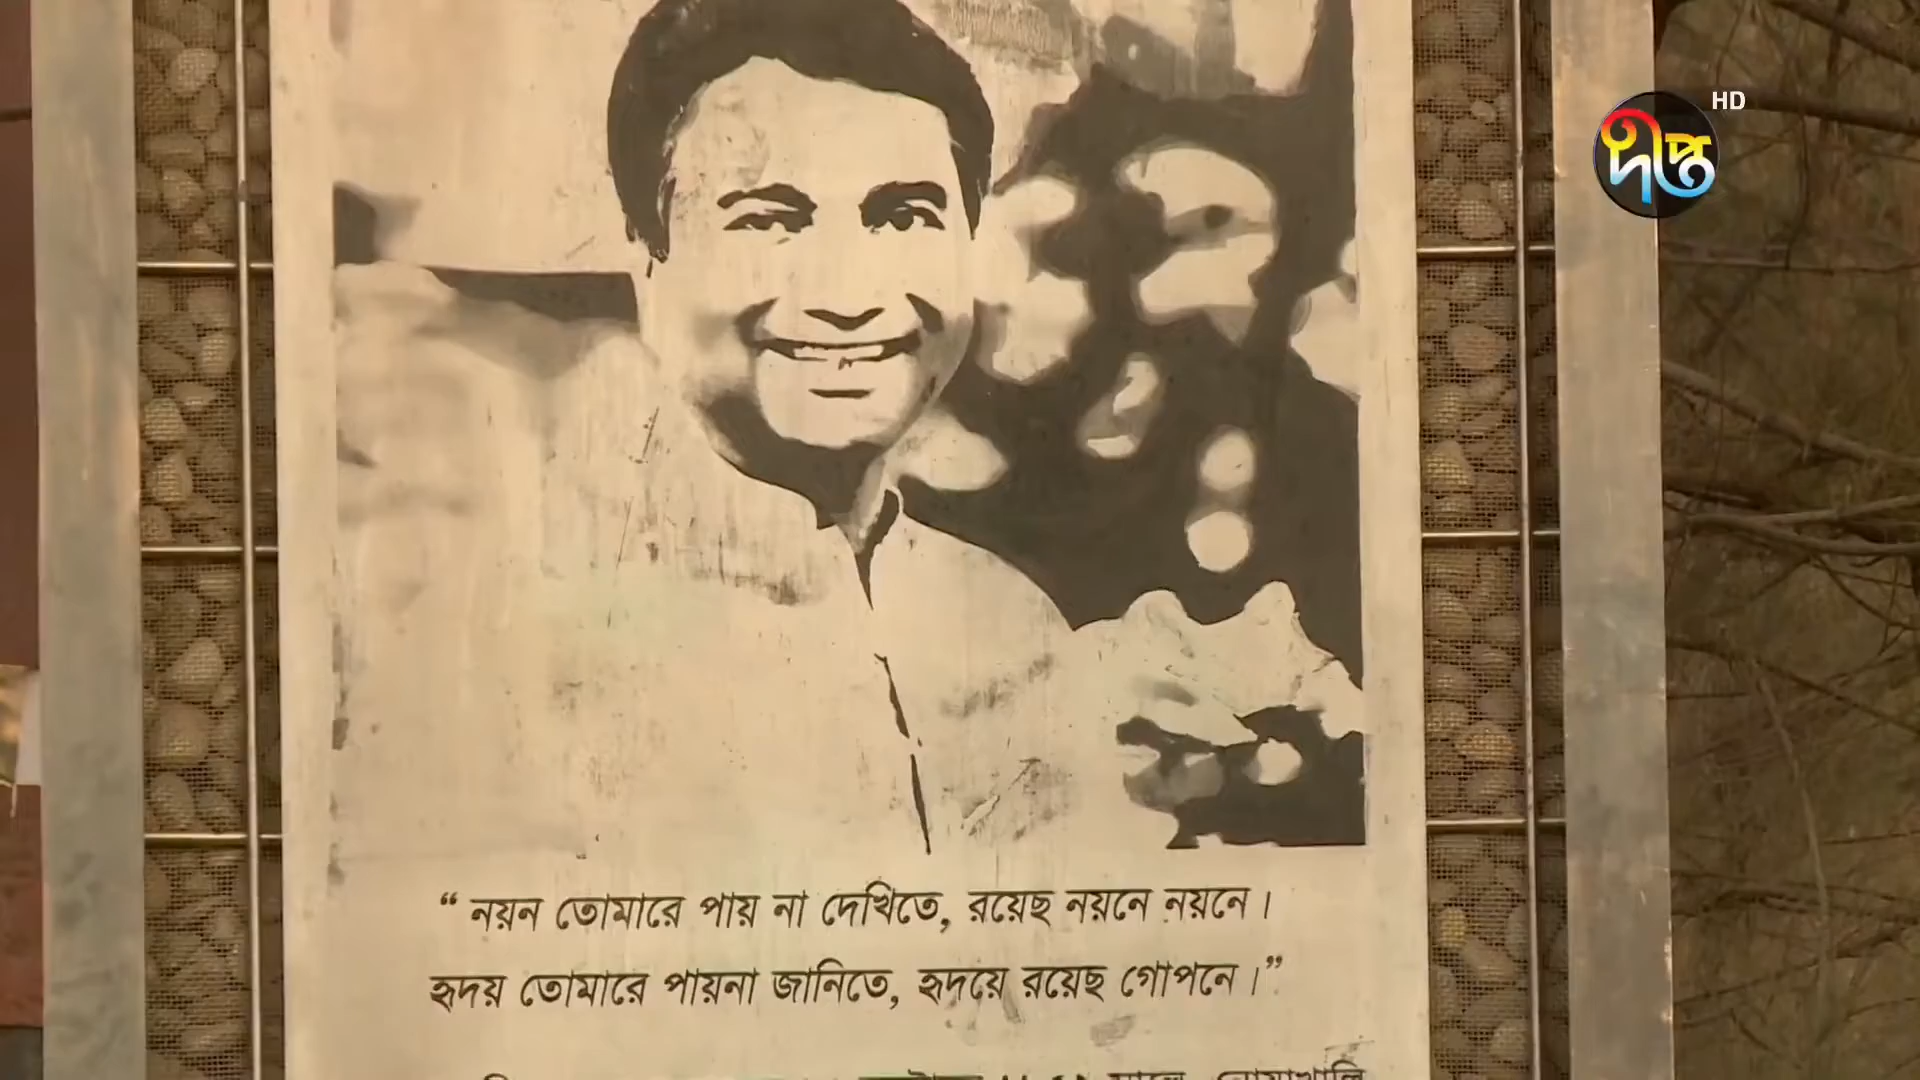 HD
দীপ্ত
“ নয়ন তোমারে পায় না দেখিতে, রয়েছ নয়নে নয়নে।
হৃদয় তোমারে পায়না জানিতে, হৃদয়ে রয়েছ গোপনে।”
সালে নোয়াখালি